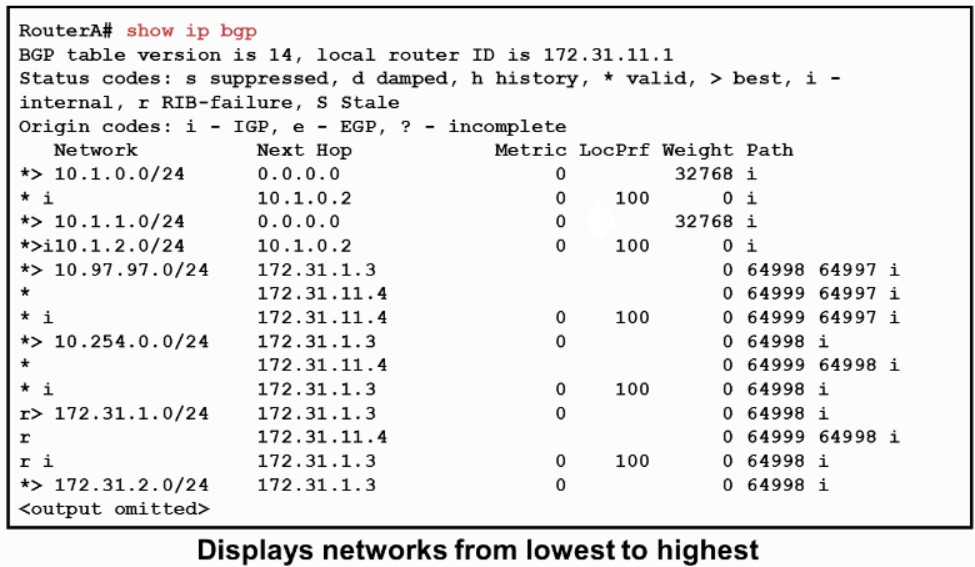 RouterA# show ip bgp
BGP table version is 14, local router ID is 172.31.11.1
Status codes: s suppressed, d damped, h history, * valid, > best, i -
internal, r RIB-failure, S Stale
Origin codes: i - IGP, e - EGP, ? - incomplete
   Network          Next Hop            Metric LocPrf Weight Path
*> 10.1.0.0/24      0.0.0.0                  0         32768 i
* i                 10.1.0.2                 0    100      0 i
*> 10.1.1.0/24      0.0.0.0                  0         32768 i
*>i10.1.2.0/24      10.1.0.2                 0    100      0 i
*> 10.97.97.0/24    172.31.1.3                             0 64998 64997 i
*                   172.31.11.4                            0 64999 64997 i
* i                 172.31.11.4              0    100      0 64999 64997 i
*> 10.254.0.0/24    172.31.1.3               0             0 64998 i
*                   172.31.11.4                            0 64999 64998 i
* i                 172.31.1.3               0    100      0 64998 i
r> 172.31.1.0/24    172.31.1.3               0             0 64998 i
r                   172.31.11.4                            0 64999 64998 i
r i                 172.31.1.3               0    100      0 64998 i
*> 172.31.2.0/24    172.31.1.3               0             0 64998 i
<output omitted>
Displays networks from lowest to highest